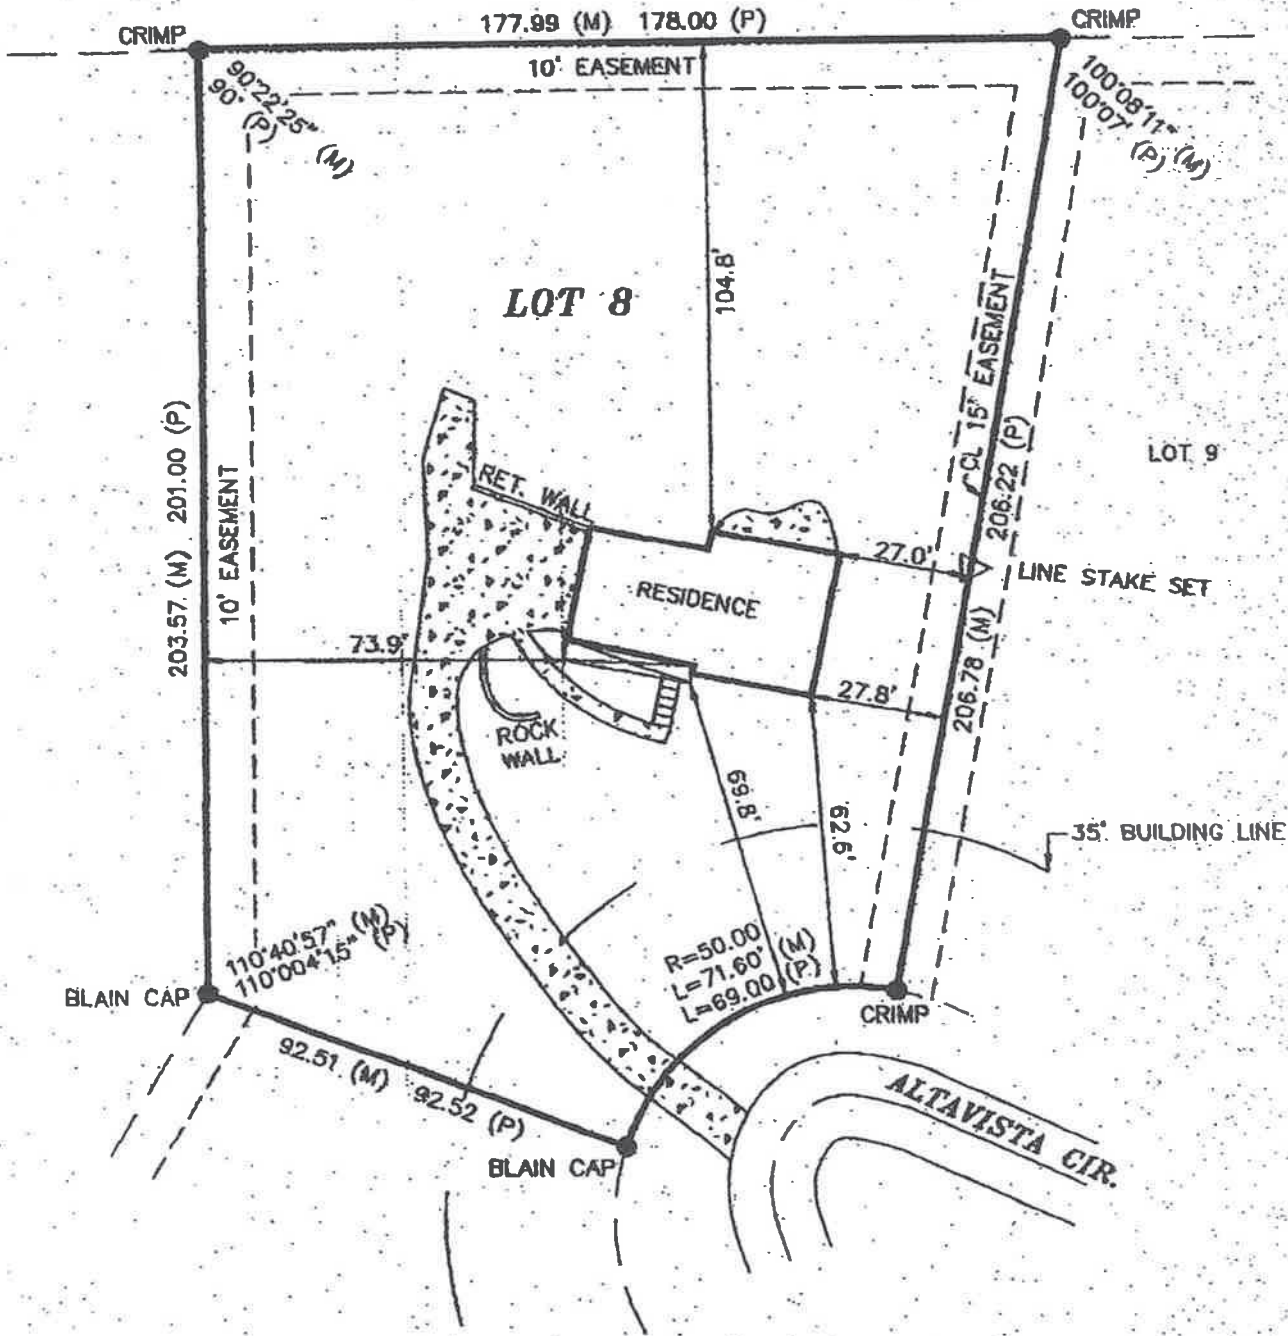 177.99 (M) 178.00 (P)
CRIMP
CRIMP
10' EASEMENT
90°22'25" (M)
90° (P)
100°08'11" (M)
100°07' (P)
LOT 8
104.8'
℄ 15' EASEMENT
206.22 (P)
206.78 (M)
LOT 9
203.57 (M) 201.00 (P)
10' EASEMENT
RET. WALL
27.0'
LINE STAKE SET
RESIDENCE
73.9'
27.8'
ROCK
WALL
69.8'
62.6'
35' BUILDING LINE
110°40'57" (M)
110°004'15" (P)
R=50.00
L=71.60' (M)
L=69.00 (P)
BLAIN CAP
CRIMP
92.51 (M) 92.52 (P)
BLAIN CAP
ALTAVISTA CIR.